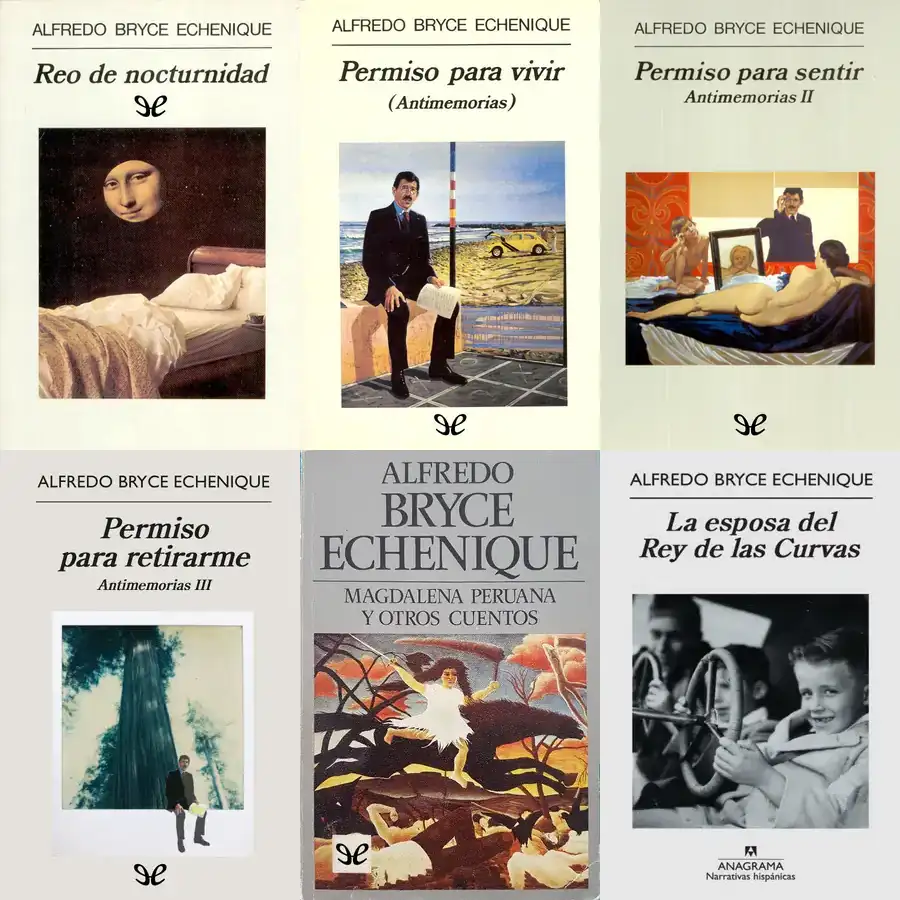 ALFREDO BRYCE ECHENIQUE
Reo de nocturnidad
ALFREDO BRYCE ECHENIQUE
Permiso para vivir
(Antimemorias)
ALFREDO BRYCE ECHENIQUE
Permiso para sentir
Antimemorias II
ALFREDO BRYCE ECHENIQUE
Permiso
para retirarme
Antimemorias III
ALFREDO
BRYCE
ECHENIQUE
MAGDALENA PERUANA
Y OTROS CUENTOS
ALFREDO BRYCE ECHENIQUE
La esposa del
Rey de las Curvas
ANAGRAMA
Narrativas hispánicas